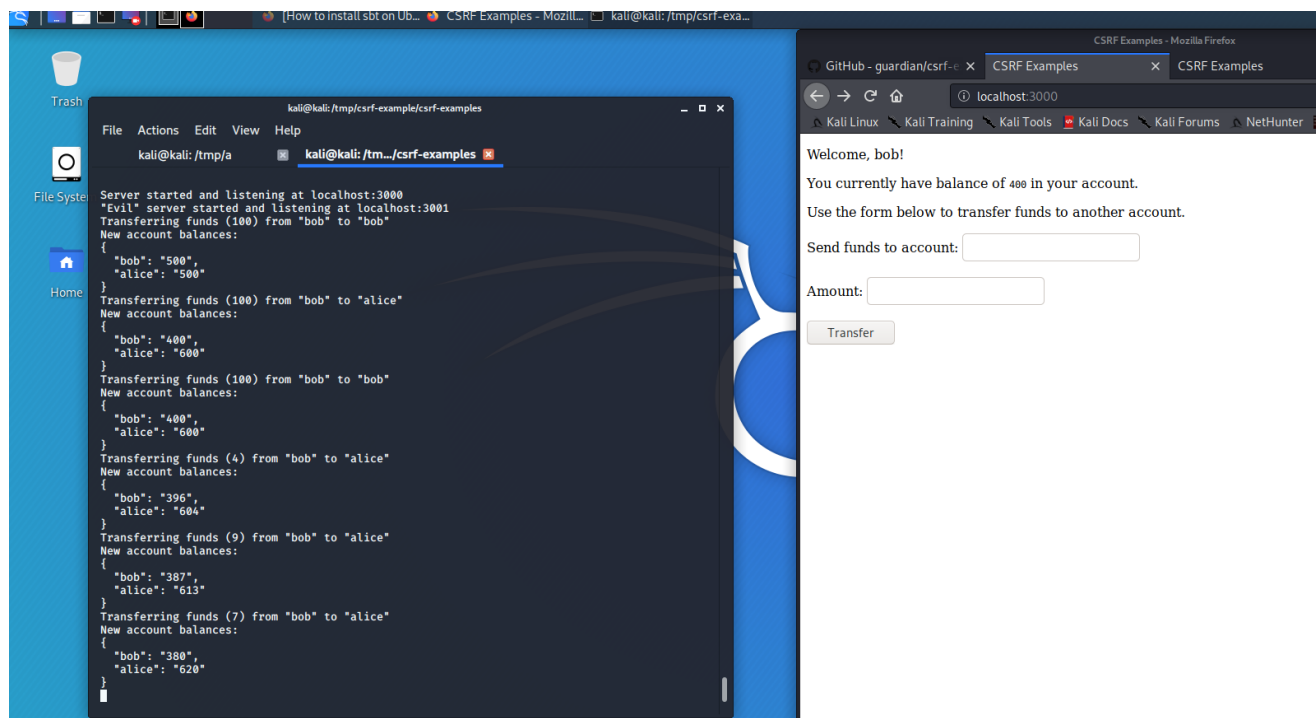 [How to install sbt on Ub...
CSRF Examples - Mozill...
kali@kali: /tmp/csrf-exa...
Trash
File Syste
Home
kali@kali:/tmp/csrf-example/csrf-examples
File Actions Edit View Help
kali@kali: /tmp/a
kali@kali: /tm.../csrf-examples
Server started and listening at localhost:3000
"Evil" server started and listening at localhost:3001
Transferring funds (100) from "bob" to "bob"
New account balances:
{
"bob": "500",
"alice": "500"
}
Transferring funds (100) from "bob" to "alice"
New account balances:
{
"bob": "400",
"alice": "600"
}
Transferring funds (100) from "bob" to "bob"
New account balances:
{
"bob": "400",
"alice": "600"
}
Transferring funds (4) from "bob" to "alice"
New account balances:
{
"bob": "396",
"alice": "604"
}
Transferring funds (9) from "bob" to "alice"
New account balances:
{
"bob": "387",
"alice": "613"
}
Transferring funds (7) from "bob" to "alice"
New account balances:
{
"bob": "380",
"alice": "620"
}
CSRF Examples - Mozilla Firefox
GitHub - guardian/csrf-e
CSRF Examples
CSRF Examples
localhost:3000
Kali Linux Kali Training Kali Tools Kali Docs Kali Forums NetHunter
Welcome, bob!
You currently have balance of 400 in your account.
Use the form below to transfer funds to another account.
Send funds to account:
Amount:
Transfer